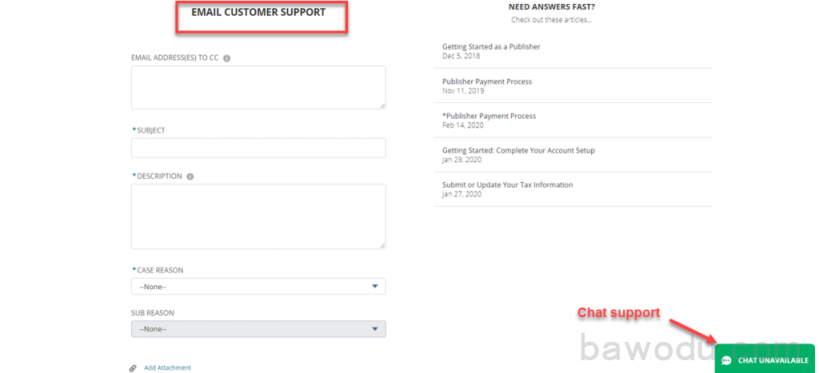 EMAIL CUSTOMER SUPPORT
EMAIL ADDRESS(ES) TO CC
*SUBJECT
*DESCRIPTION
*CASE REASON
--None--
SUB REASON
--None--
Add Attachment
NEED ANSWERS FAST?
Check out these articles...
Getting Started as a Publisher
Dec 5, 2018
Publisher Payment Process
Nov 11, 2019
*Publisher Payment Process
Feb 14, 2020
Getting Started: Complete Your Account Setup
Jan 29, 2020
Submit or Update Your Tax Information
Jan 27, 2020
Chat support
CHAT UNAVAILABLE